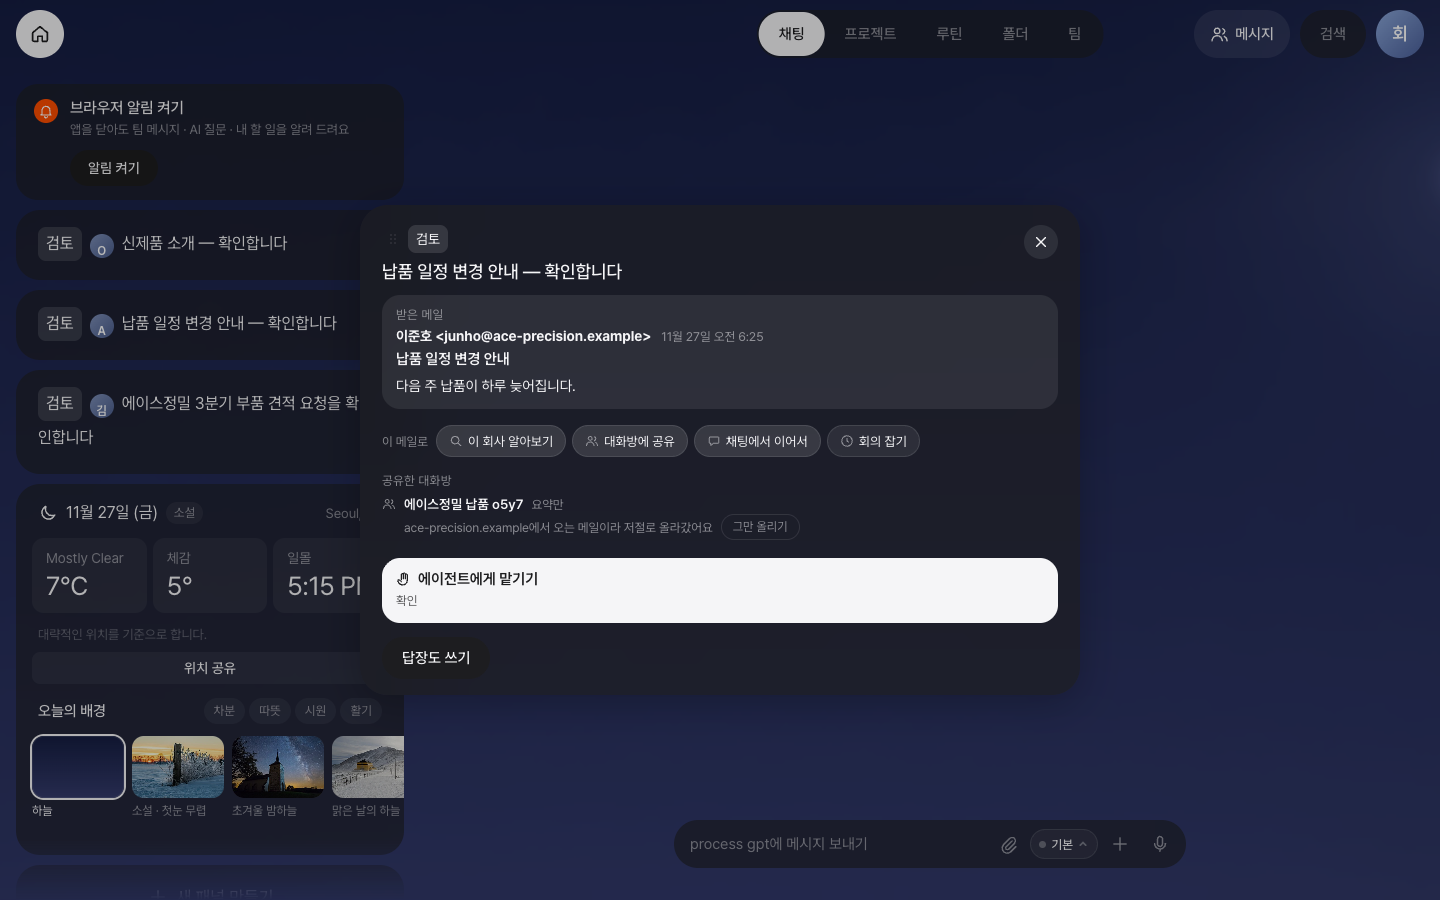 채팅
프로젝트
루틴
폴더
팀
메시지
검색
회
브라우저 알림 켜기
앱을 닫아도 팀 메시지 · AI 질문 · 내 할 일을 알려 드려요
알림 켜기
검토 O 신제품 소개 — 확인합니다
검토 A 납품 일정 변경 안내 — 확인합니다
검토 김 에이스정밀 3분기 부품 견적 요청을 확
인합니다
11월 27일 (금) 소설 Seoul,
Mostly Clear
7°C
체감
5°
일몰
5:15 P
대략적인 위치를 기준으로 합니다.
위치 공유
오늘의 배경
차분
따뜻
시원
활기
하늘
소설 · 첫눈 무렵
초겨울 밤하늘
맑은 날의 하늘
검토
납품 일정 변경 안내 — 확인합니다
받은 메일
이준호 <junho@ace-precision.example> 11월 27일 오전 6:25
납품 일정 변경 안내
다음 주 납품이 하루 늦어집니다.
이 메일로
이 회사 알아보기
대화방에 공유
채팅에서 이어서
회의 잡기
공유한 대화방
에이스정밀 납품 o5y7 요약만
ace-precision.example에서 오는 메일이라 저절로 올라갔어요 그만 올리기
에이전트에게 맡기기
확인
답장도 쓰기
process gpt에 메시지 보내기
기본